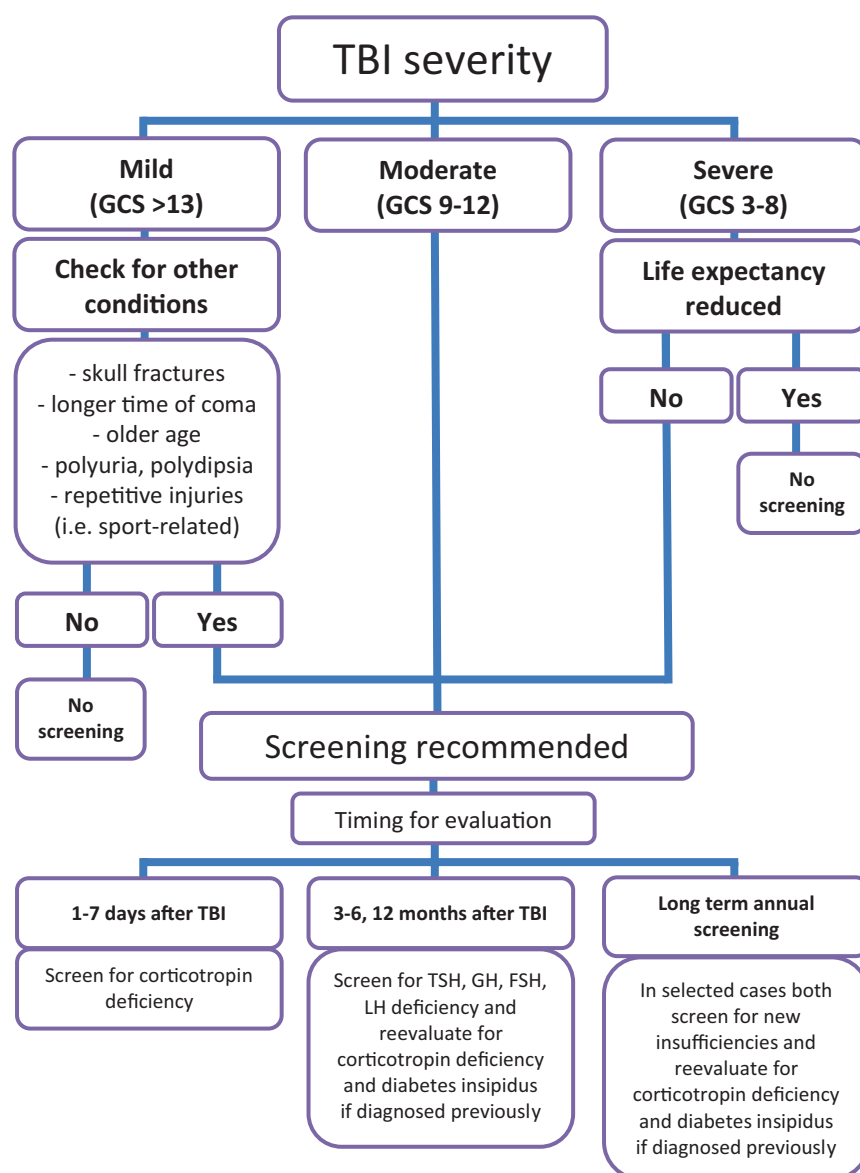 TBI severity
Mild
(GCS >13)
Moderate
(GCS 9-12)
Severe
(GCS 3-8)
Check for other
conditions
Life expectancy
reduced
- skull fractures
- longer time of coma
- older age
- polyuria, polydipsia
- repetitive injuries
(i.e. sport-related)
No
Yes
No
screening
No
Yes
No
screening
Screening recommended
Timing for evaluation
1-7 days after TBI
Screen for corticotropin
deficiency
3-6, 12 months after TBI
Screen for TSH, GH, FSH,
LH deficiency and
reevaluate for
corticotropin deficiency
and diabetes insipidus
if diagnosed previously
Long term annual
screening
In selected cases both
screen for new
insufficiencies and
reevaluate for
corticotropin deficiency
and diabetes insipidus
if diagnosed previously